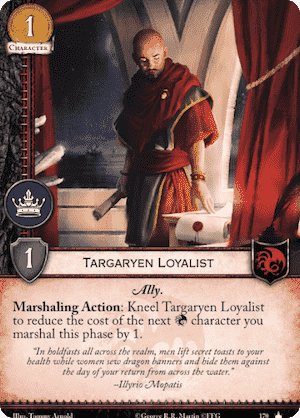 1
CHARACTER
1
TARGARYEN LOYALIST
Ally.
Marshaling Action: Kneel Targaryen Loyalist
to reduce the cost of the next character you
marshal this phase by 1.
"In holdfasts all across the realm, men lift secret toasts to your
health while women sew dragon banners and hide them against
the day of your return from across the water."
–Illyrio Mopatis
Illus. Tommy Arnold
© George R.R. Martin ©FFG
179